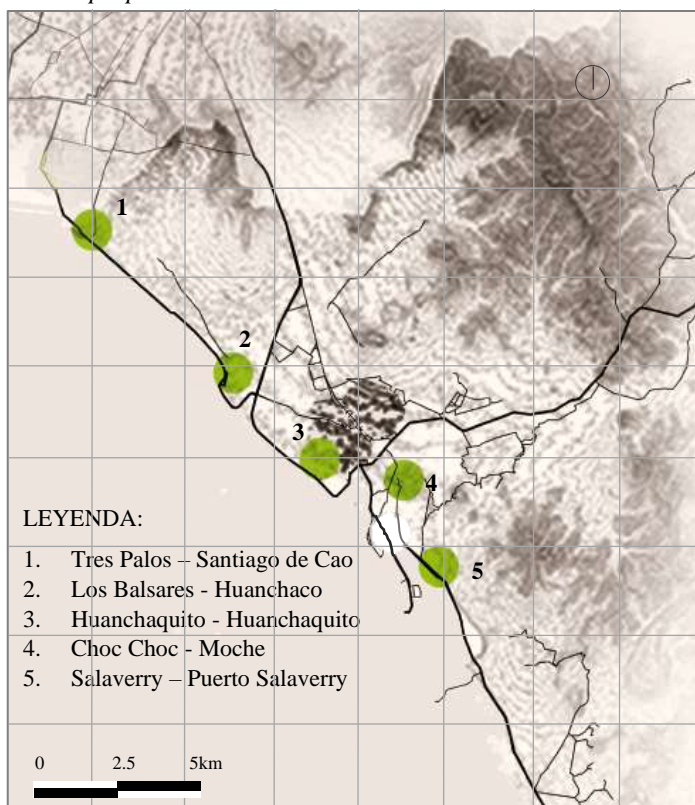 1
2
3
4
5
LEYENDA:
1. Tres Palos – Santiago de Cao
2. Los Balsares - Huanchaco
3. Huanchaquito - Huanchaquito
4. Choc Choc - Moche
5. Salaverry – Puerto Salaverry
0 2.5 5km